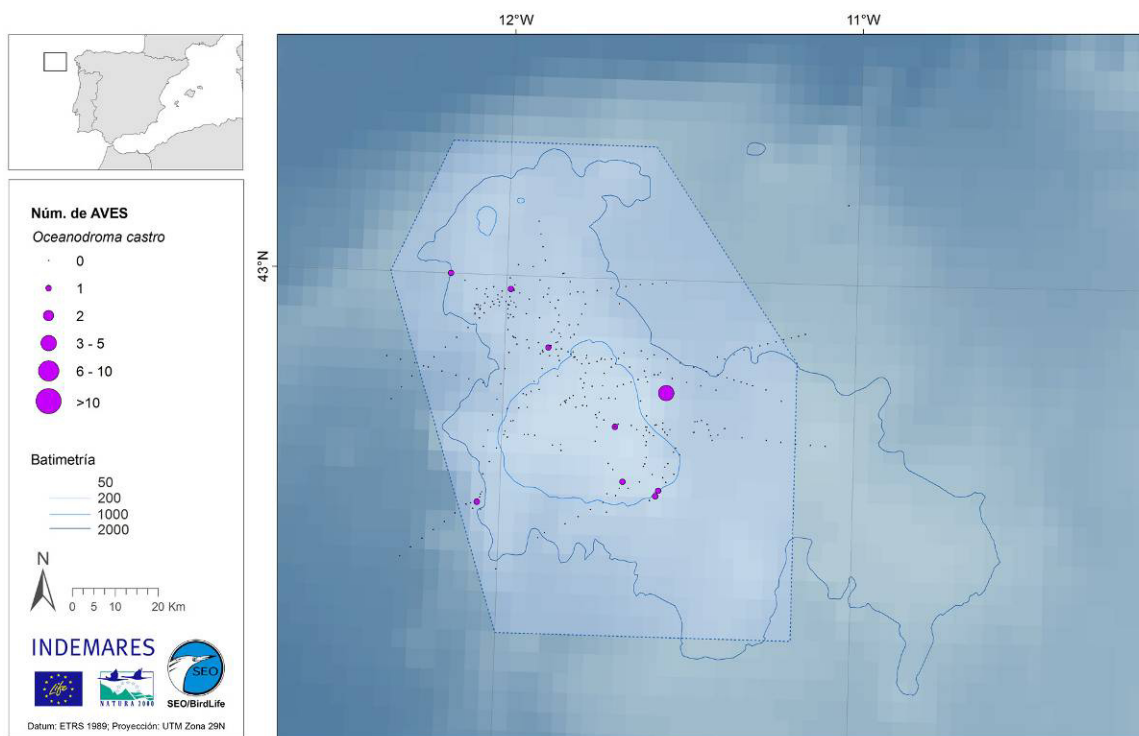 12°W
11°W
43°N
Núm. de AVES
Oceanodroma castro
0
1
2
3 - 5
6 - 10
>10
Batimetría
50
200
1000
2000
N
0 5 10 20 Km
INDEMARES
Life
NATURA 2000
SEO
SEO/BirdLife
Datum: ETRS 1989; Proyección: UTM Zona 29N